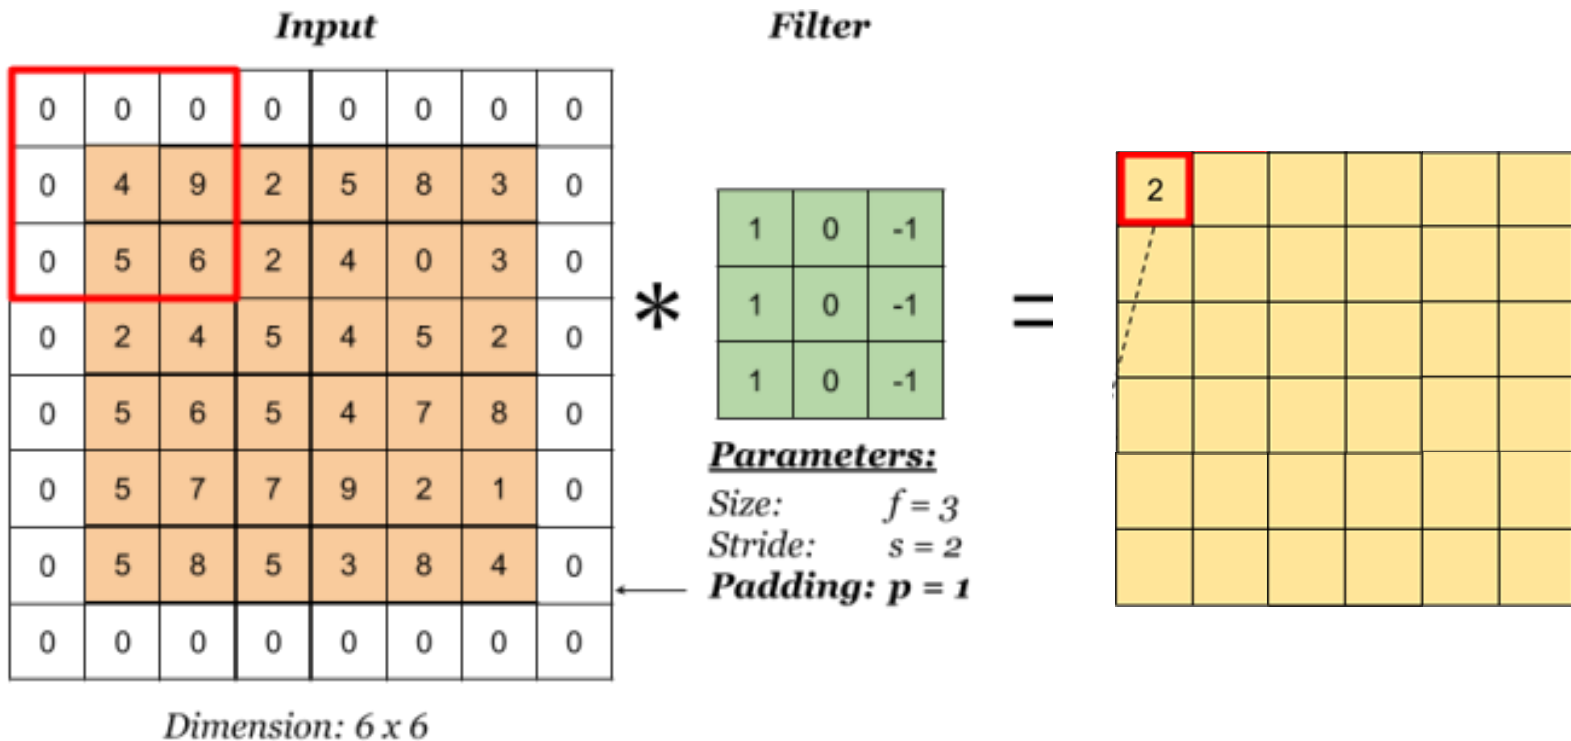 Input Filter
0 0 0 0 0 0 0 0
0 4 9 2 5 8 3 0
0 5 6 2 4 0 3 0
0 2 4 5 4 5 2 0
0 5 6 5 4 7 8 0
0 5 7 7 9 2 1 0
0 5 8 5 3 8 4 0
0 0 0 0 0 0 0 0
Dimension: 6 x 6
*
1 0 -1
1 0 -1
1 0 -1
Parameters:
Size: f = 3
Stride: s = 2
Padding: p = 1
=
2